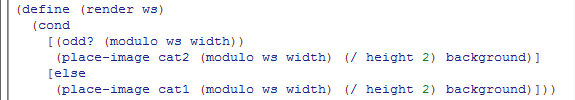 (define (render ws)
(cond
[(odd? (modulo ws width))
(place-image cat2 (modulo ws width) (/ height 2) background)]
[else
(place-image cat1 (modulo ws width) (/ height 2) background)]))